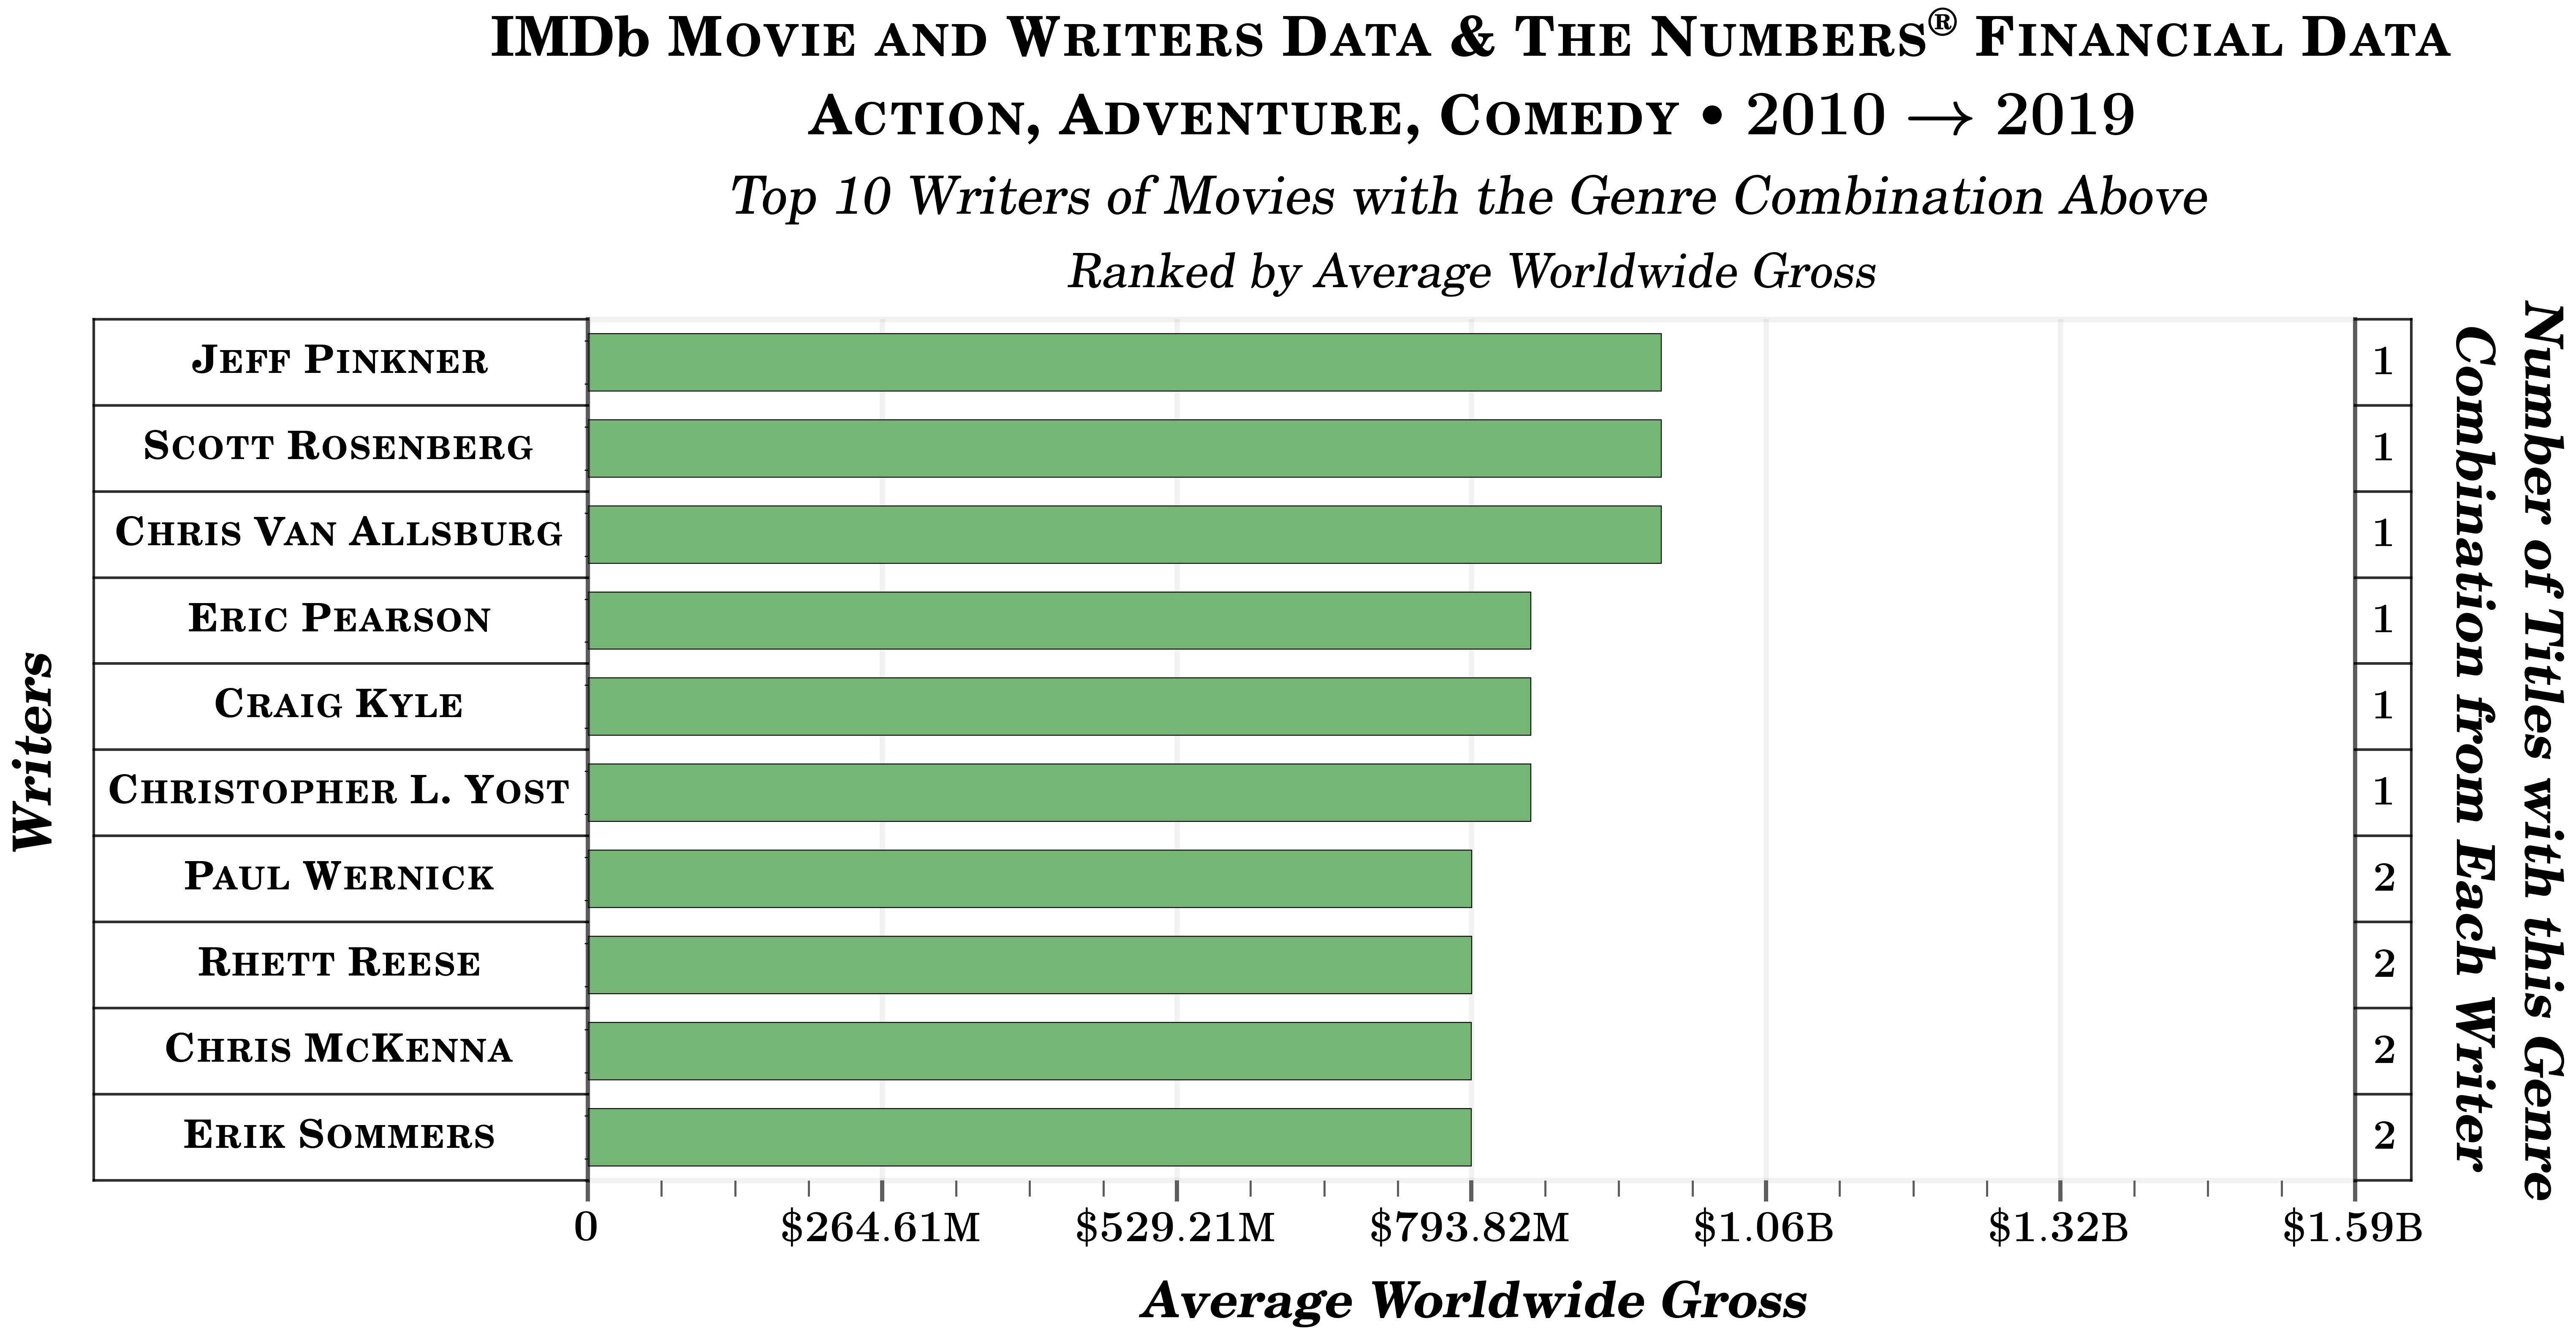 IMDb Movie and Writers Data & The Numbers® Financial Data
Action, Adventure, Comedy • 2010 → 2019
Top 10 Writers of Movies with the Genre Combination Above
Ranked by Average Worldwide Gross
Writers
Jeff Pinkner 1
Scott Rosenberg 1
Chris Van Allsburg 1
Eric Pearson 1
Craig Kyle 1
Christopher L. Yost 1
Paul Wernick 2
Rhett Reese 2
Chris McKenna 2
Erik Sommers 2
Number of Titles with this Genre
Combination from Each Writer
0 $264.61M $529.21M $793.82M $1.06B $1.32B $1.59B
Average Worldwide Gross